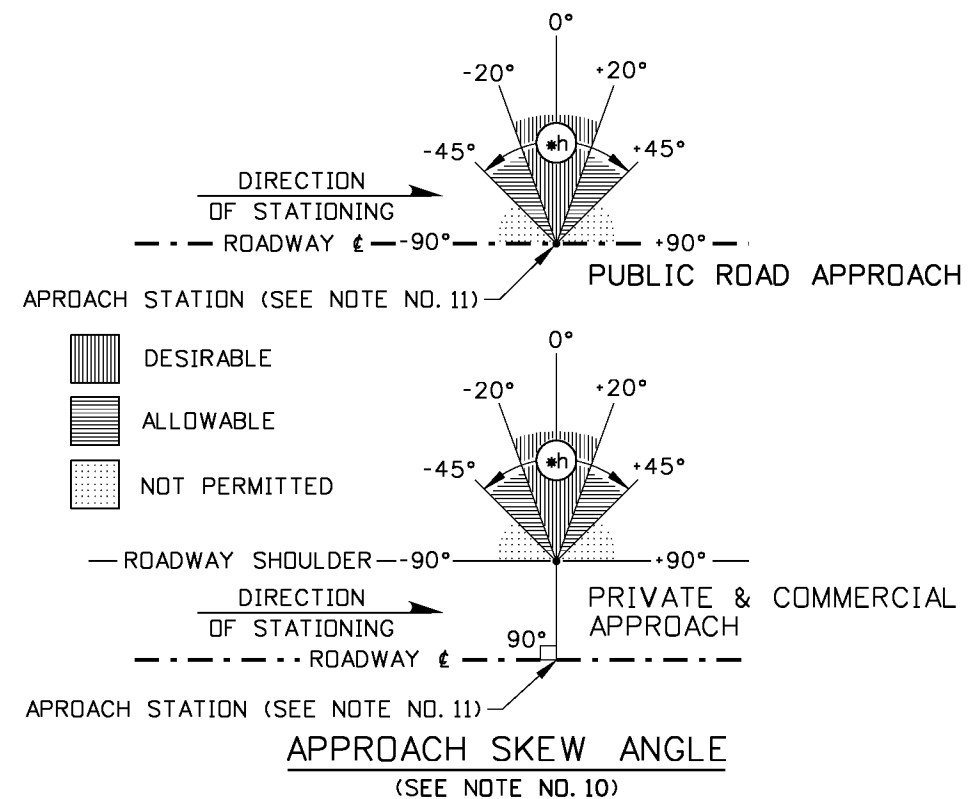 0°
-20°
+20°
*h
-45°
+45°
DIRECTION
OF STATIONING
ROADWAY ℄
-90°
+90°
PUBLIC ROAD APPROACH
APROACH STATION (SEE NOTE NO. 11)
DESIRABLE
ALLOWABLE
NOT PERMITTED
0°
-20°
+20°
*h
-45°
+45°
ROADWAY SHOULDER
-90°
+90°
DIRECTION
OF STATIONING
PRIVATE & COMMERCIAL
APPROACH
90°
ROADWAY ℄
APROACH STATION (SEE NOTE NO. 11)
APPROACH SKEW ANGLE
(SEE NOTE NO. 10)